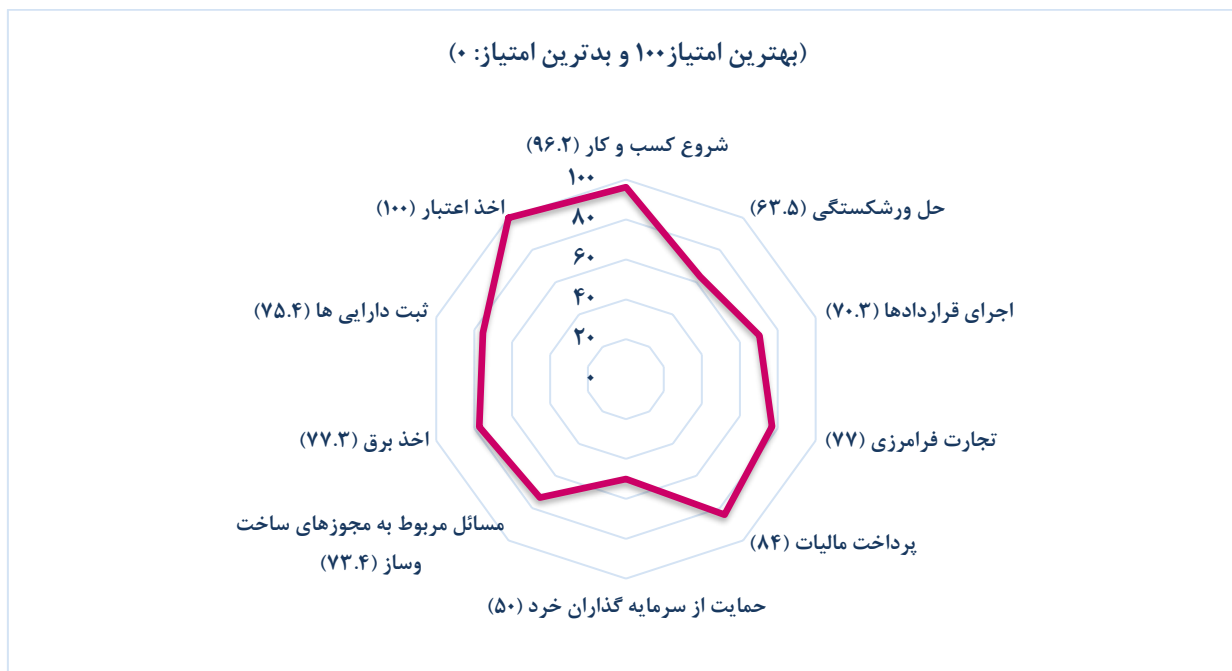 (بهترین امتیاز۱۰۰ و بدترین امتیاز: ۰)
شروع کسب و کار (۹۶.۲)
حل ورشکستگی (۶۳.۵)
اجرای قراردادها (۷۰.۳)
تجارت فرامرزی (۷۷)
پرداخت مالیات (۸۴)
حمایت از سرمایه گذاران خرد (۵۰)
مسائل مربوط به مجوزهای ساخت
وساز (۷۳.۴)
اخذ برق (۷۷.۳)
ثبت دارایی ها (۷۵.۴)
اخذ اعتبار (۱۰۰)
۱۰۰
۸۰
۶۰
۴۰
۲۰
۰